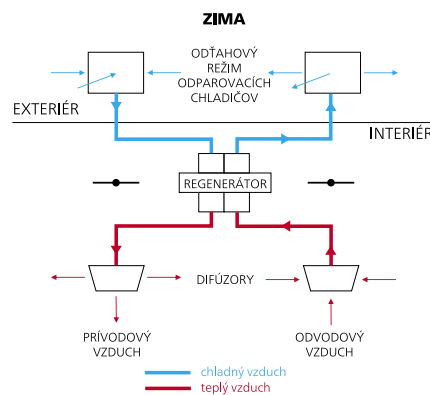 ZIMA
ODŤAHOVÝ
REŽIM
ODPAROVACÍCH
CHLADIČOV
EXTERIÉR
INTERIÉR
REGENERÁTOR
DIFÚZORY
PRÍVODOVÝ
VZDUCH
ODVODOVÝ
VZDUCH
chladný vzduch
teplý vzduch